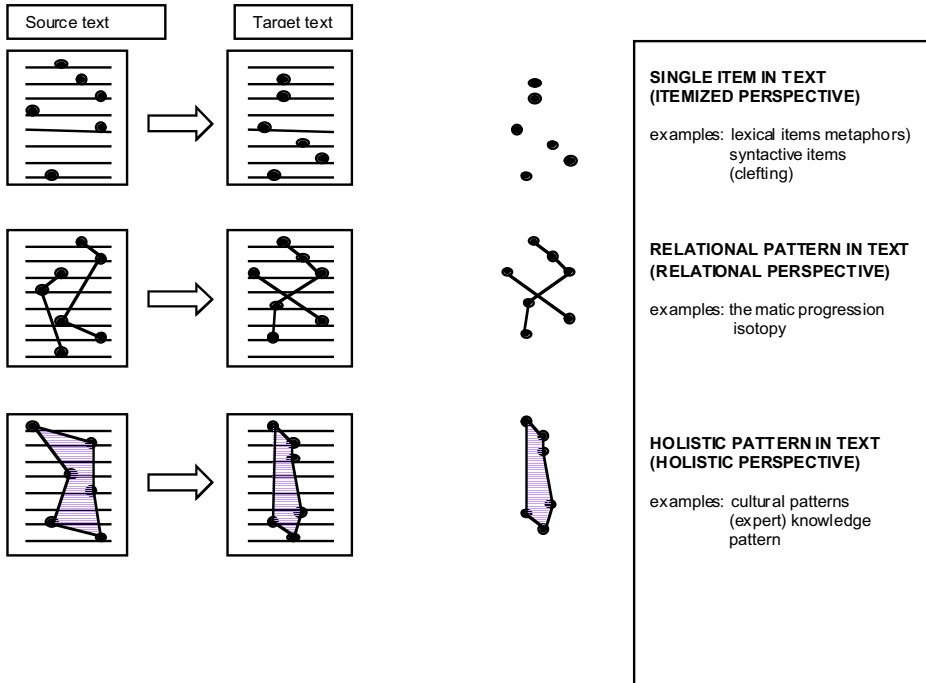 Source text
Target text
SINGLE ITEM IN TEXT
(ITEMIZED PERSPECTIVE)
examples: lexical items metaphors)
syntactive items
(clefting)
RELATIONAL PATTERN IN TEXT
(RELATIONAL PERSPECTIVE)
examples: the matic progression
isotopy
HOLISTIC PATTERN IN TEXT
(HOLISTIC PERSPECTIVE)
examples: cultural patterns
(expert) knowledge
pattern